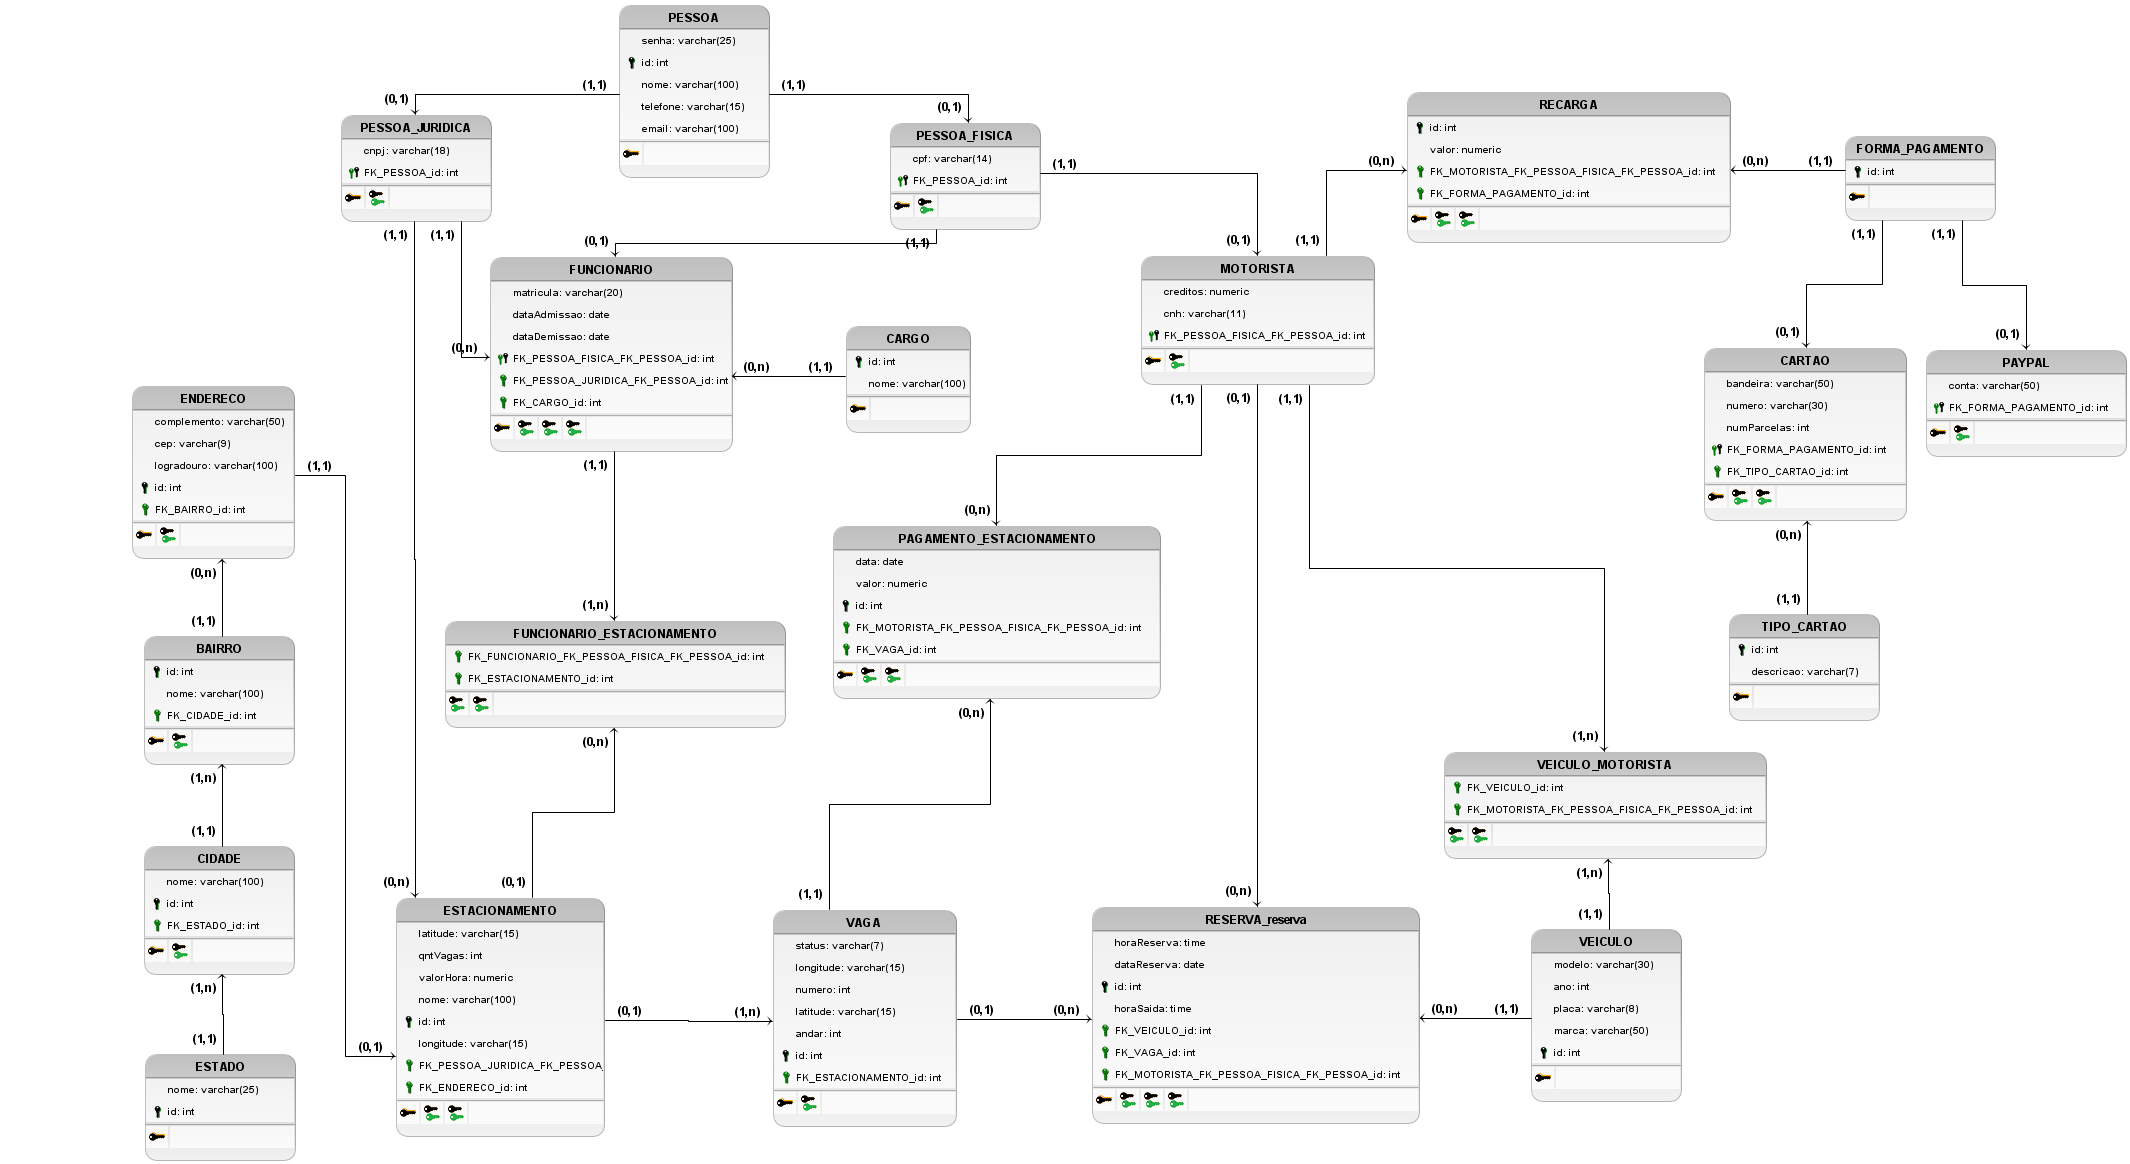 PESSOA
senha: varchar(25)
id: int
nome: varchar(100)
telefone: varchar(15)
email: varchar(100)
(1,1)
(1,1)
(0,1)
(0,1)
PESSOA_JURIDICA
cnpj: varchar(18)
FK_PESSOA_id: int
(1,1)
(1,1)
PESSOA_FISICA
cpf: varchar(14)
FK_PESSOA_id: int
(1,1)
(1,1)
RECARGA
id: int
valor: numeric
FK_MOTORISTA_FK_PESSOA_FISICA_FK_PESSOA_id: int
FK_FORMA_PAGAMENTO_id: int
(0,n)
(0,n)
(1,1)
FORMA_PAGAMENTO
id: int
(1,1)
(1,1)
(0,1)
FUNCIONARIO
matricula: varchar(20)
dataAdmissao: date
dataDemissao: date
FK_PESSOA_FISICA_FK_PESSOA_id: int
FK_PESSOA_JURIDICA_FK_PESSOA_id: int
FK_CARGO_id: int
(0,n)
(0,n)
(1,1)
(1,1)
CARGO
id: int
nome: varchar(100)
(0,1)
(1,1)
MOTORISTA
creditos: numeric
cnh: varchar(11)
FK_PESSOA_FISICA_FK_PESSOA_id: int
(1,1)
(0,1)
(1,1)
(0,1)
CARTAO
bandeira: varchar(50)
numero: varchar(30)
numParcelas: int
FK_FORMA_PAGAMENTO_id: int
FK_TIPO_CARTAO_id: int
(0,n)
(0,1)
PAYPAL
conta: varchar(50)
FK_FORMA_PAGAMENTO_id: int
ENDERECO
complemento: varchar(50)
cep: varchar(9)
logradouro: varchar(100)
id: int
FK_BAIRRO_id: int
(1,1)
(0,n)
(1,1)
BAIRRO
id: int
nome: varchar(100)
FK_CIDADE_id: int
(1,n)
(1,1)
CIDADE
nome: varchar(100)
id: int
FK_ESTADO_id: int
(1,n)
(1,1)
ESTADO
nome: varchar(25)
id: int
(1,n)
FUNCIONARIO_ESTACIONAMENTO
FK_FUNCIONARIO_FK_PESSOA_FISICA_FK_PESSOA_id: int
FK_ESTACIONAMENTO_id: int
(0,n)
(0,n)
PAGAMENTO_ESTACIONAMENTO
data: date
valor: numeric
id: int
FK_MOTORISTA_FK_PESSOA_FISICA_FK_PESSOA_id: int
FK_VAGA_id: int
(0,n)
(1,1)
TIPO_CARTAO
id: int
descricao: varchar(7)
(1,n)
VEICULO_MOTORISTA
FK_VEICULO_id: int
FK_MOTORISTA_FK_PESSOA_FISICA_FK_PESSOA_id: int
(1,n)
(1,1)
(0,n)
(0,1)
(0,1)
ESTACIONAMENTO
latitude: varchar(15)
qntVagas: int
valorHora: numeric
nome: varchar(100)
id: int
longitude: varchar(15)
FK_PESSOA_JURIDICA_FK_PESSOA_
FK_ENDERECO_id: int
(0,1)
(1,n)
(1,1)
VAGA
status: varchar(7)
longitude: varchar(15)
numero: int
latitude: varchar(15)
andar: int
id: int
FK_ESTACIONAMENTO_id: int
(0,1)
(0,n)
(0,n)
RESERVA_reserva
horaReserva: time
dataReserva: date
id: int
horaSaida: time
FK_VEICULO_id: int
FK_VAGA_id: int
FK_MOTORISTA_FK_PESSOA_FISICA_FK_PESSOA_id: int
(0,n)
(1,1)
VEICULO
modelo: varchar(30)
ano: int
placa: varchar(8)
marca: varchar(50)
id: int